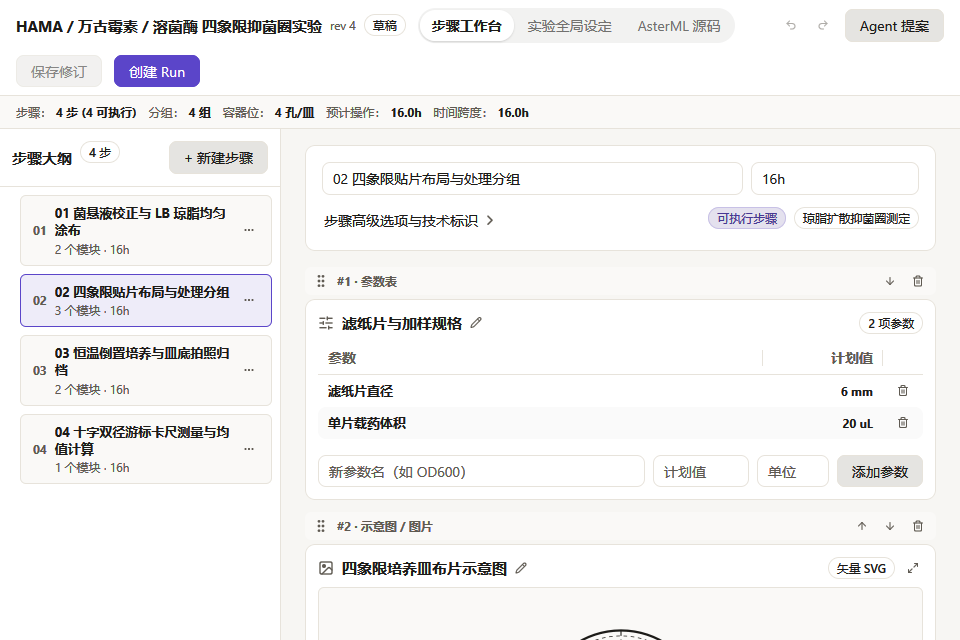 HAMA / 万古霉素 / 溶菌酶 四象限抑菌圈实验 rev 4 草稿 步骤工作台 实验全局设定 AsterML 源码 Agent 提案
保存修订 创建 Run
步骤： 4 步 (4 可执行) 分组： 4 组 容器位： 4 孔/皿 预计操作： 16.0h 时间跨度： 16.0h
步骤大纲 4 步 + 新建步骤
01 01 菌悬液校正与 LB 琼脂均匀涂布 ...
2 个模块 · 16h
02 02 四象限贴片布局与处理分组 ...
3 个模块 · 16h
03 03 恒温倒置培养与皿底拍照归档 ...
2 个模块 · 16h
04 04 十字双径游标卡尺测量与均值计算 ...
1 个模块 · 16h
02 四象限贴片布局与处理分组 16h
步骤高级选项与技术标识 可执行步骤 琼脂扩散抑菌圈测定
#1 · 参数表
滤纸片与加样规格 2 项参数
参数 计划值
滤纸片直径 6 mm
单片载药体积 20 uL
新参数名（如 OD600） 计划值 单位 添加参数
#2 · 示意图 / 图片
四象限培养皿布片示意图 矢量 SVG